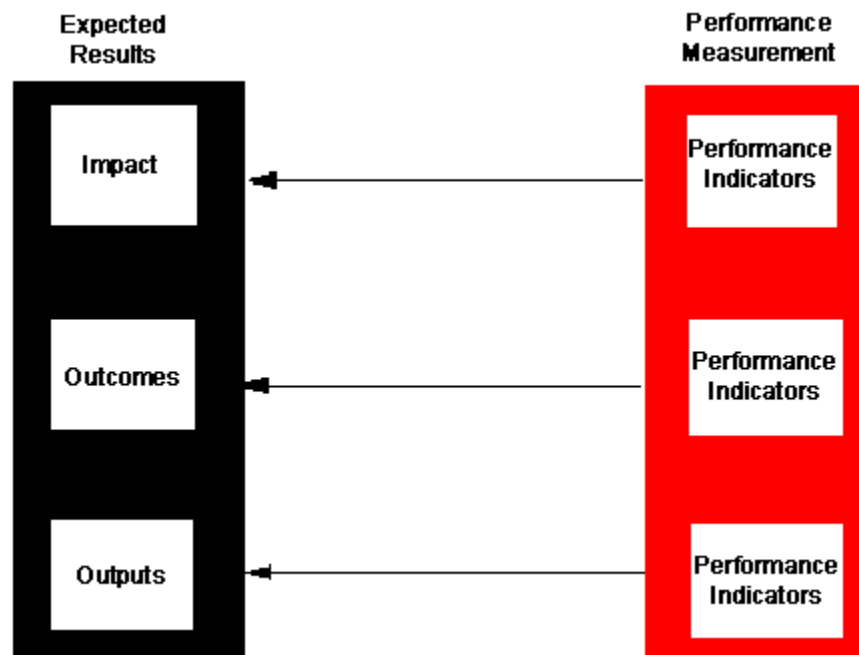 Expected
Results
Performance
Measurement
Impact
Performance
Indicators
Outcomes
Performance
Indicators
Outputs
Performance
Indicators